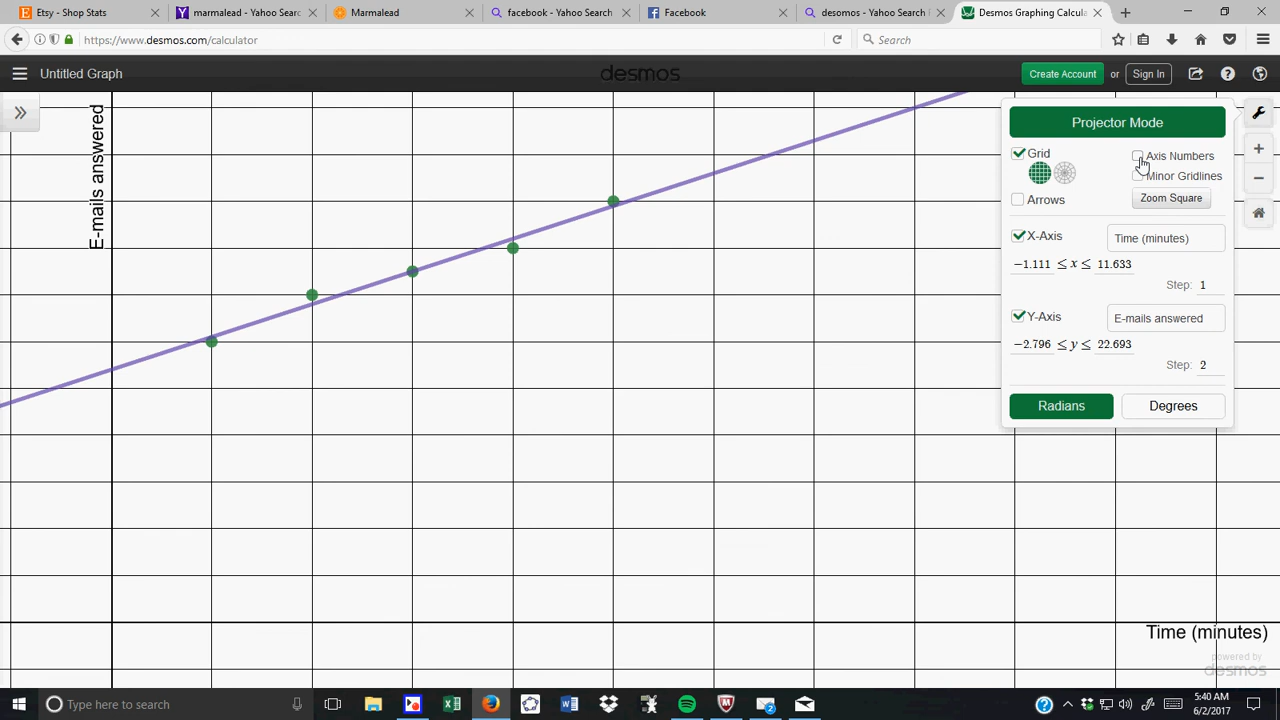 Etsy - Shop Stats
marmalead - Yahoo Searc
Marmalead
facebook - Yahoo Search
Facebook
desomos - Yahoo Search
Desmos Graphing Calcula
https://www.desmos.com/calculator
Search
Untitled Graph
desmos
Create Account or Sign In
Projector Mode
Grid
Axis Numbers
Minor Gridlines
Arrows
Zoom Square
X-Axis
Time (minutes)
−1.111 ≤ x ≤ 11.633
Step: 1
Y-Axis
E-mails answered
−2.796 ≤ y ≤ 22.693
Step: 2
Radians
Degrees
E-mails answered
Time (minutes)
powered by
desmos
Type here to search
5:40 AM
6/2/2017